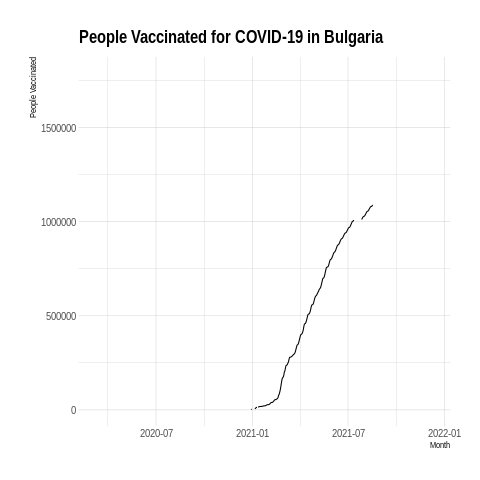 People Vaccinated for COVID-19 in Bulgaria
People Vaccinated
1500000
1000000
500000
0
2020-07
2021-01
2021-07
2022-01
Month